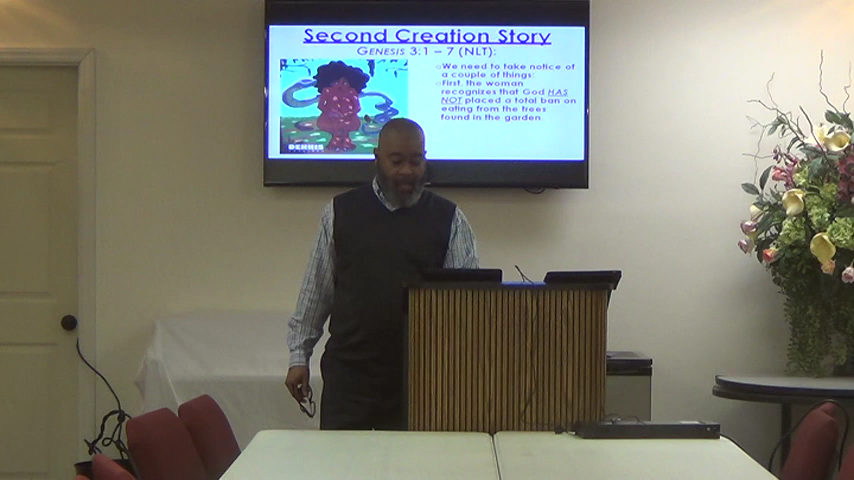 Second Creation Story
GENESIS 3:1 – 7 (NLT):
We need to take notice of
a couple of things:
First, the woman
recognizes that God HAS
NOT placed a total ban on
eating from the trees
found in the garden.
DENNIS